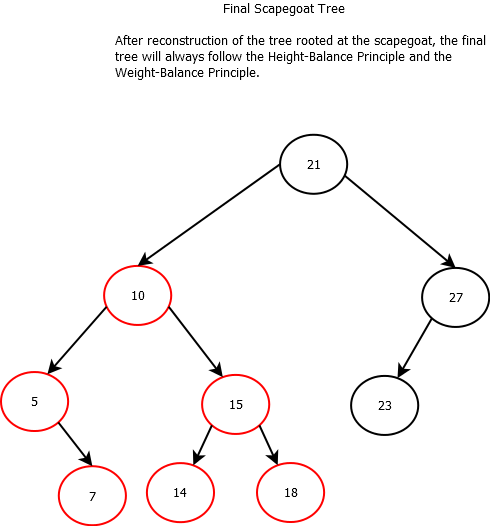 Final Scapegoat Tree
After reconstruction of the tree rooted at the scapegoat, the final
tree will always follow the Height-Balance Principle and the
Weight-Balance Principle.
21
10
27
5
15
23
7
14
18